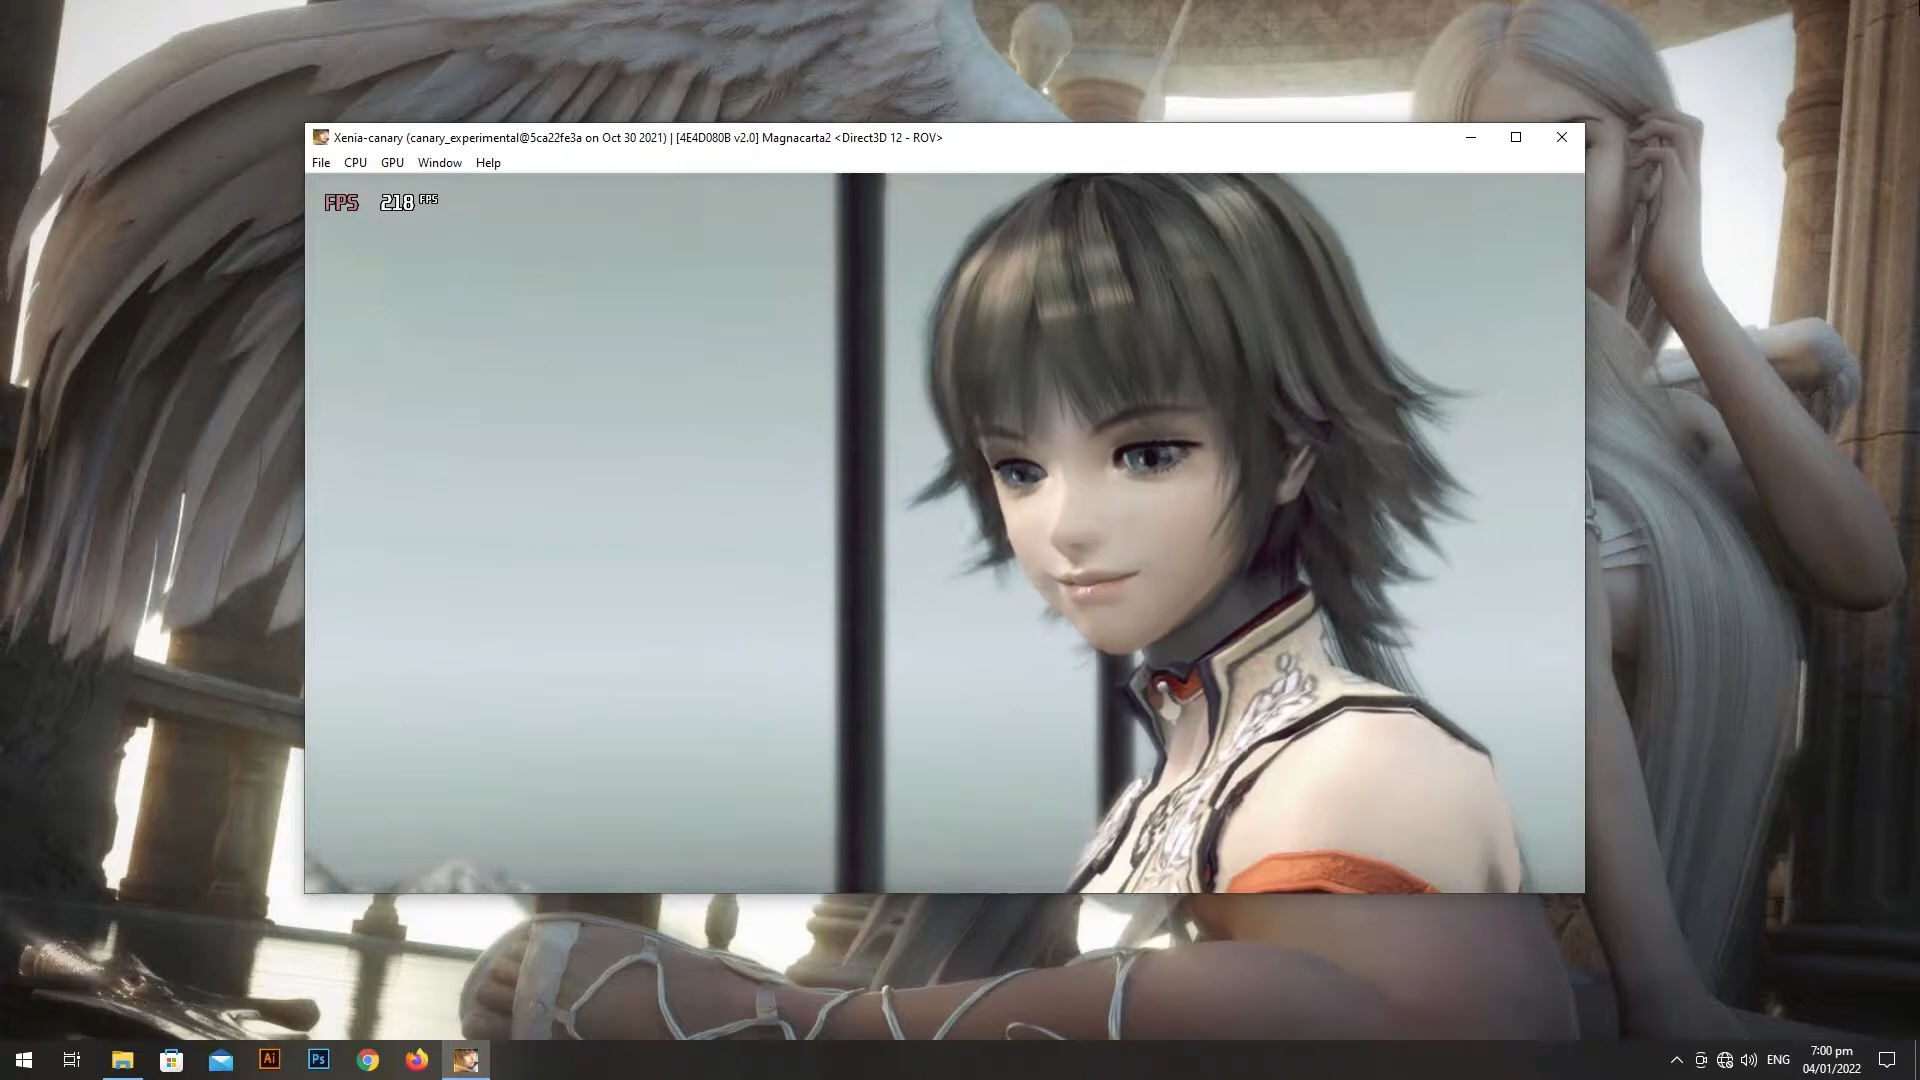 Xenia-canary (canary_experimental@5ca22fe3a on Oct 30 2021) | [4E4D080B v2.0] Magnacarta2 <Direct3D 12 - ROV>
File CPU GPU Window Help
FPS 218 FPS
Ai Ps
ENG
7:00 pm
04/01/2022